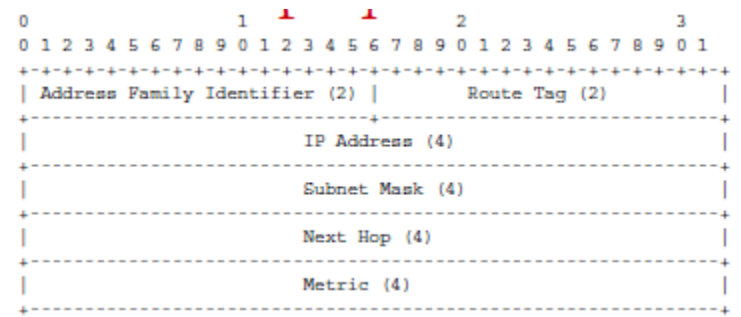 0                   1                   2                   3
0 1 2 3 4 5 6 7 8 9 0 1 2 3 4 5 6 7 8 9 0 1 2 3 4 5 6 7 8 9 0 1
+-+-+-+-+-+-+-+-+-+-+-+-+-+-+-+-+-+-+-+-+-+-+-+-+-+-+-+-+-+-+-+-+
| Address Family Identifier (2) |        Route Tag (2)          |
+-------------------------------+-------------------------------+
|                         IP Address (4)                        |
+---------------------------------------------------------------+
|                         Subnet Mask (4)                       |
+---------------------------------------------------------------+
|                         Next Hop (4)                          |
+---------------------------------------------------------------+
|                         Metric (4)                            |
+---------------------------------------------------------------+